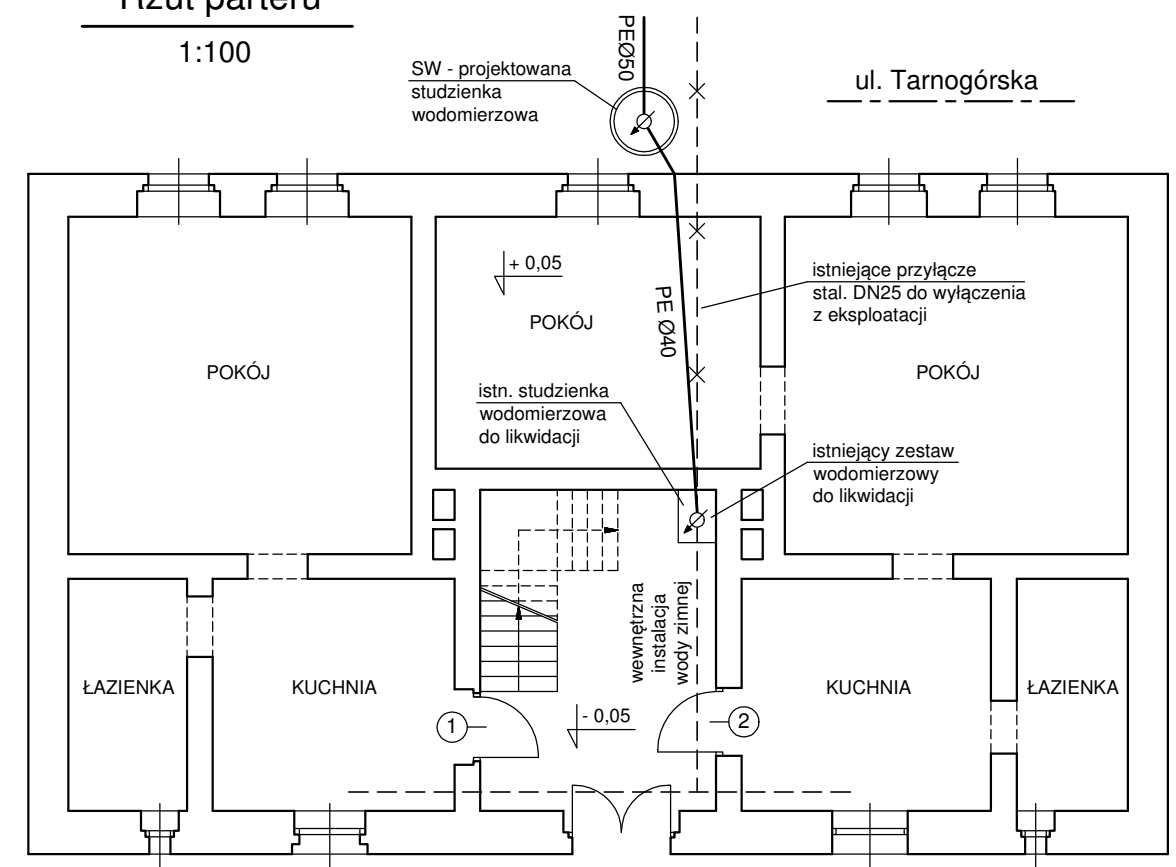 Rzut parteru
1:100
PEØ50
SW - projektowana
studzienka
wodomierzowa
ul. Tarnogórska
+ 0,05
POKÓJ
PE Ø40
istniejące przyłącze
stal. DN25 do wyłączenia
z eksploatacji
POKÓJ
POKÓJ
istn. studzienka
wodomierzowa
do likwidacji
istniejący zestaw
wodomierzowy
do likwidacji
wewnętrzna
instalacja
wody zimnej
ŁAZIENKA
KUCHNIA
KUCHNIA
ŁAZIENKA
1
- 0,05
2